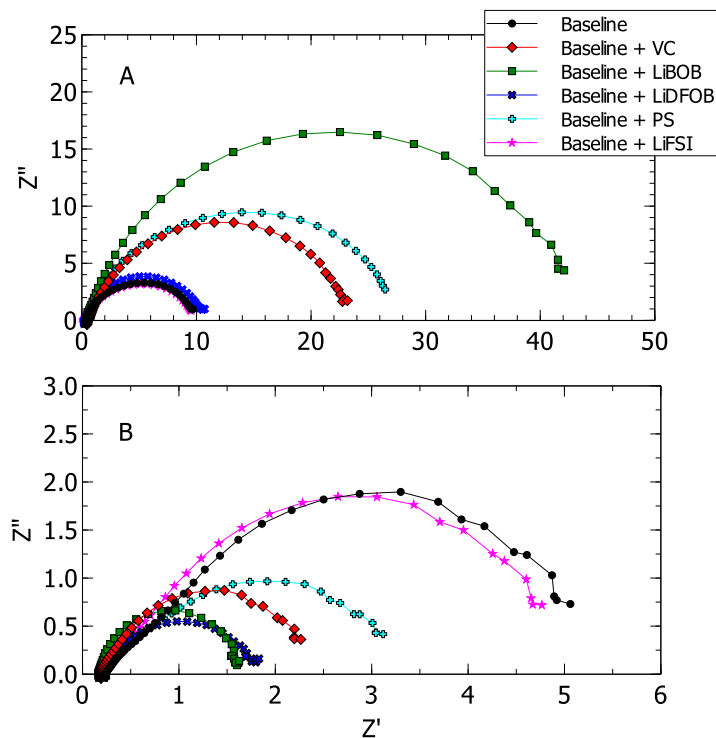 Baseline
Baseline + VC
Baseline + LiBOB
Baseline + LiDFOB
Baseline + PS
Baseline + LiFSI
A
25
20
15
10
5
0
Z"
0 10 20 30 40 50
B
3.0
2.5
2.0
1.5
1.0
0.5
0.0
Z"
0 1 2 3 4 5 6
Z'